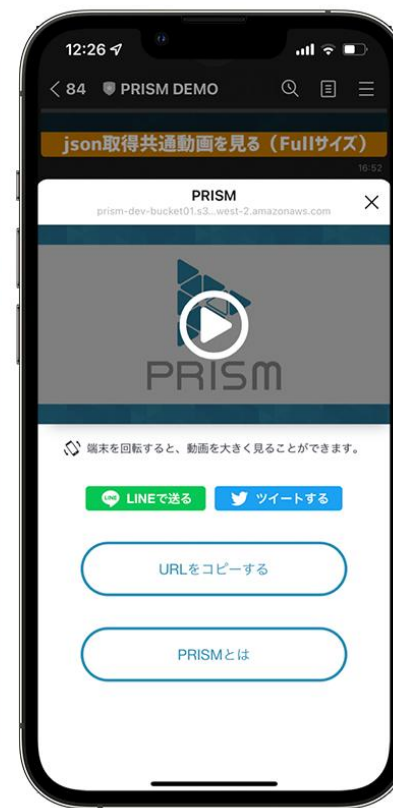 12:26
84 PRISM DEMO
json取得共通動画を見る（Fullサイズ）
16:52
PRISM
prism-dev-bucket01.s3...west-2.amazonaws.com
PRISM
端末を回転すると、動画を大きく見ることができます。
LINE LINEで送る ツイートする
URLをコピーする
PRISMとは